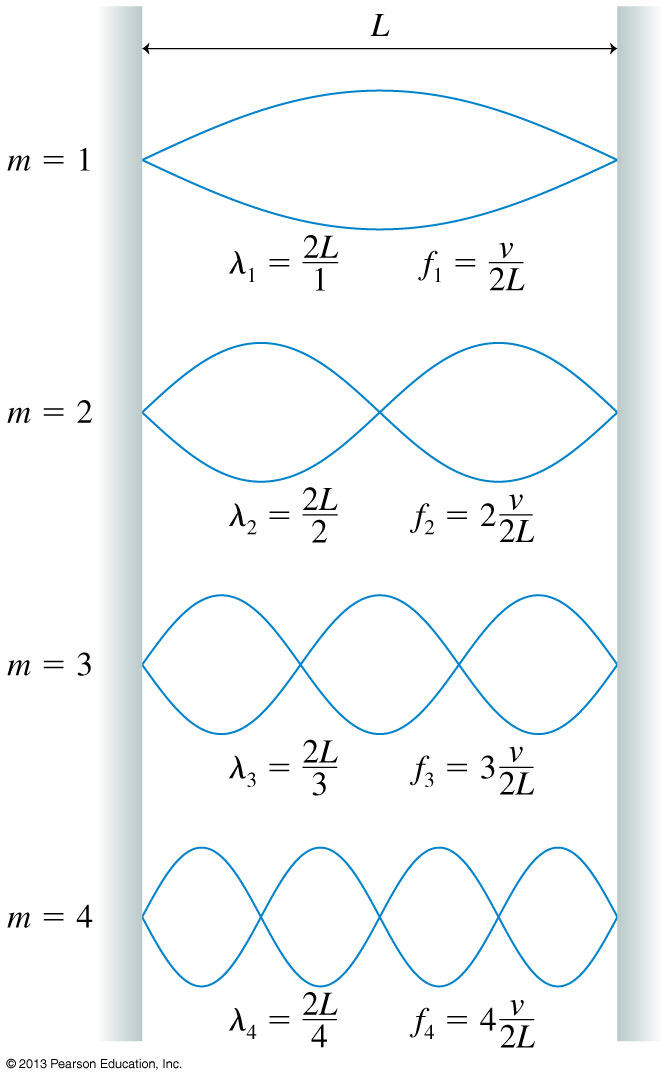 L
m = 1
λ₁ = 2L/1 f₁ = v/2L
m = 2
λ₂ = 2L/2 f₂ = 2 v/2L
m = 3
λ₃ = 2L/3 f₃ = 3 v/2L
m = 4
λ₄ = 2L/4 f₄ = 4 v/2L
© 2013 Pearson Education, Inc.